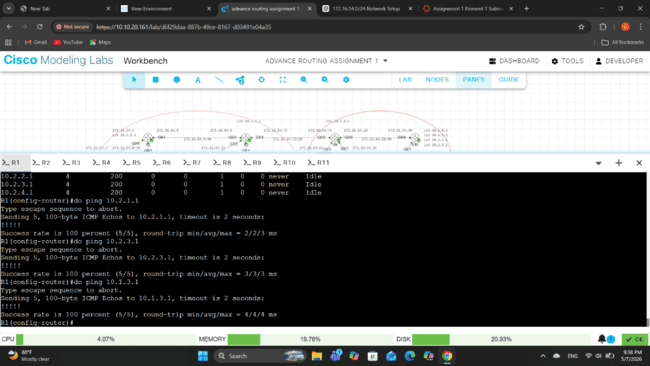 New Tab
View Environment
advance routing assignment 1
172.16.54.0/24 Network Setup
Assignment 1 Element 1 Submi
Not secure https://10.10.20.161/lab/
Gmail YouTube Maps
All Bookmarks
Cisco Modeling Labs Workbench
ADVANCE ROUTING ASSIGNMENT 1
DASHBOARD TOOLS DEVELOPER
LAB NODES PANES GUIDE
R1 R2 R3 R4 R5 R6 R7 R8 R9 R10 R11
10.2.2.1 4 200 0 0 1 0 0 never Idle
10.2.3.1 4 200 0 0 1 0 0 never Idle
10.2.4.1 4 200 0 0 1 0 0 never Idle
R1(config-router)#do ping 10.2.1.1
Type escape sequence to abort.
Sending 5, 100-byte ICMP Echos to 10.2.1.1, timeout is 2 seconds:
!!!!!
Success rate is 100 percent (5/5), round-trip min/avg/max = 2/2/3 ms
R1(config-router)#do ping 10.2.3.1
Type escape sequence to abort.
Sending 5, 100-byte ICMP Echos to 10.2.3.1, timeout is 2 seconds:
!!!!!
Success rate is 100 percent (5/5), round-trip min/avg/max = 3/3/3 ms
R1(config-router)#do ping 10.1.3.1
Type escape sequence to abort.
Sending 5, 100-byte ICMP Echos to 10.1.3.1, timeout is 2 seconds:
!!!!!
Success rate is 100 percent (5/5), round-trip min/avg/max = 4/4/4 ms
R1(config-router)#
CPU 4.07% MEMORY 19.76% DISK 20.93% OK
80°F
Mostly clear
Search
ENG
9:38 PM
5/7/2026